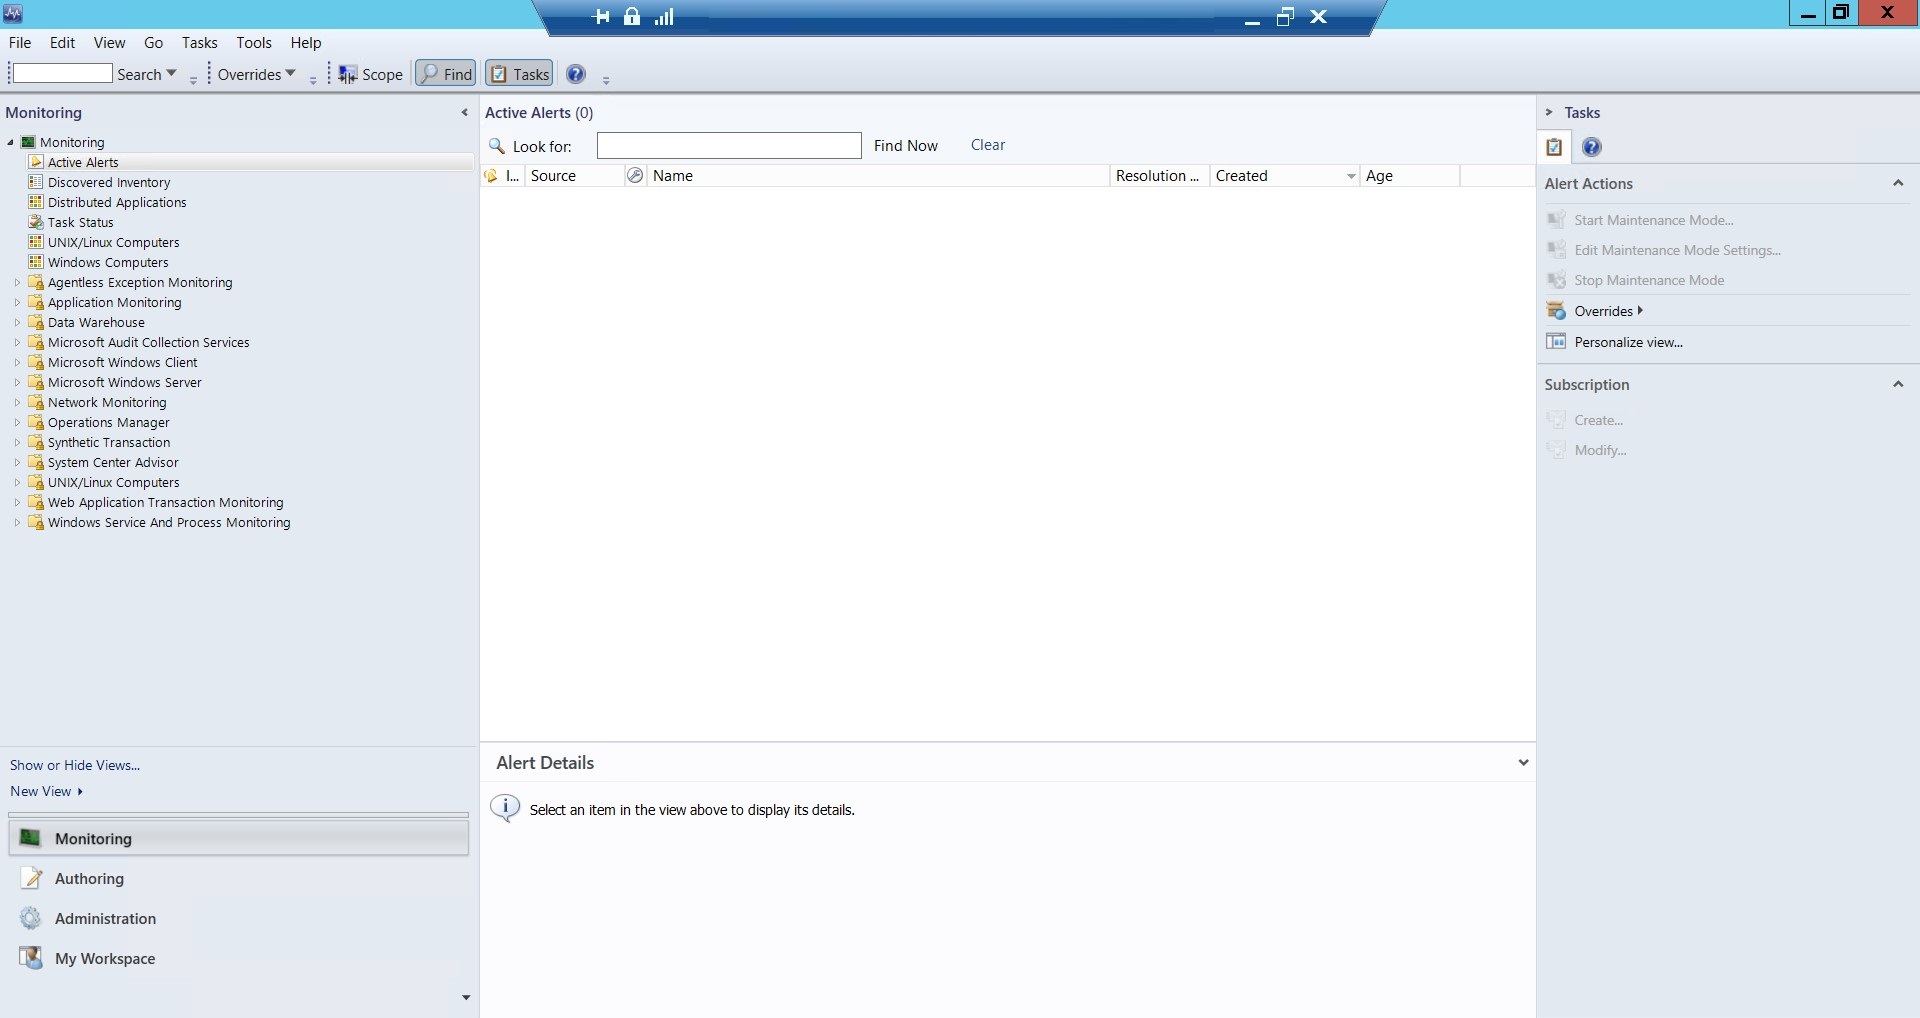 File Edit View Go Tasks Tools Help
Search Overrides Scope Find Tasks
Monitoring
Monitoring
Active Alerts
Discovered Inventory
Distributed Applications
Task Status
UNIX/Linux Computers
Windows Computers
Agentless Exception Monitoring
Application Monitoring
Data Warehouse
Microsoft Audit Collection Services
Microsoft Windows Client
Microsoft Windows Server
Network Monitoring
Operations Manager
Synthetic Transaction
System Center Advisor
UNIX/Linux Computers
Web Application Transaction Monitoring
Windows Service And Process Monitoring
Show or Hide Views...
New View
Monitoring
Authoring
Administration
My Workspace
Active Alerts (0)
Look for: Find Now Clear
I... Source Name Resolution ... Created Age
Alert Details
Select an item in the view above to display its details.
Tasks
Alert Actions
Start Maintenance Mode...
Edit Maintenance Mode Settings...
Stop Maintenance Mode
Overrides
Personalize view...
Subscription
Create...
Modify...